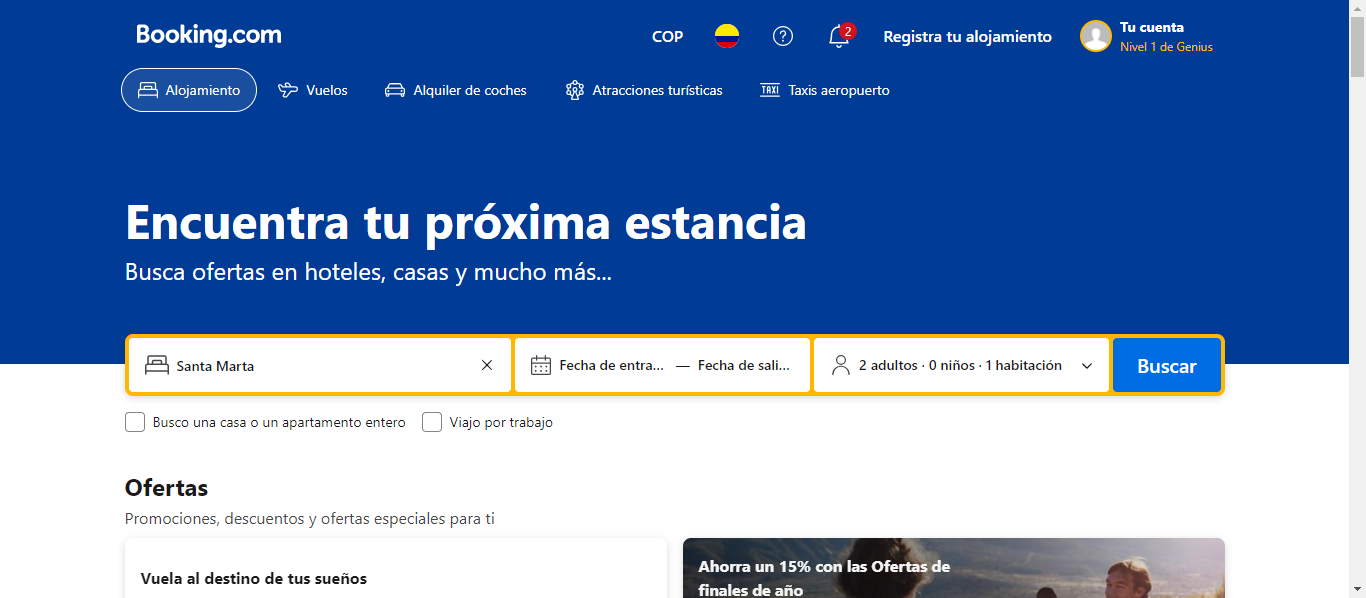 Booking.com
COP
2
Registra tu alojamiento
Tu cuenta
Nivel 1 de Genius
Alojamiento
Vuelos
Alquiler de coches
Atracciones turísticas
TAXI
Taxis aeropuerto
Encuentra tu próxima estancia
Busca ofertas en hoteles, casas y mucho más...
Santa Marta
Fecha de entra... — Fecha de sali...
2 adultos · 0 niños · 1 habitación
Buscar
Busco una casa o un apartamento entero
Viajo por trabajo
Ofertas
Promociones, descuentos y ofertas especiales para ti
Vuela al destino de tus sueños
Ahorra un 15% con las Ofertas de
finales de año